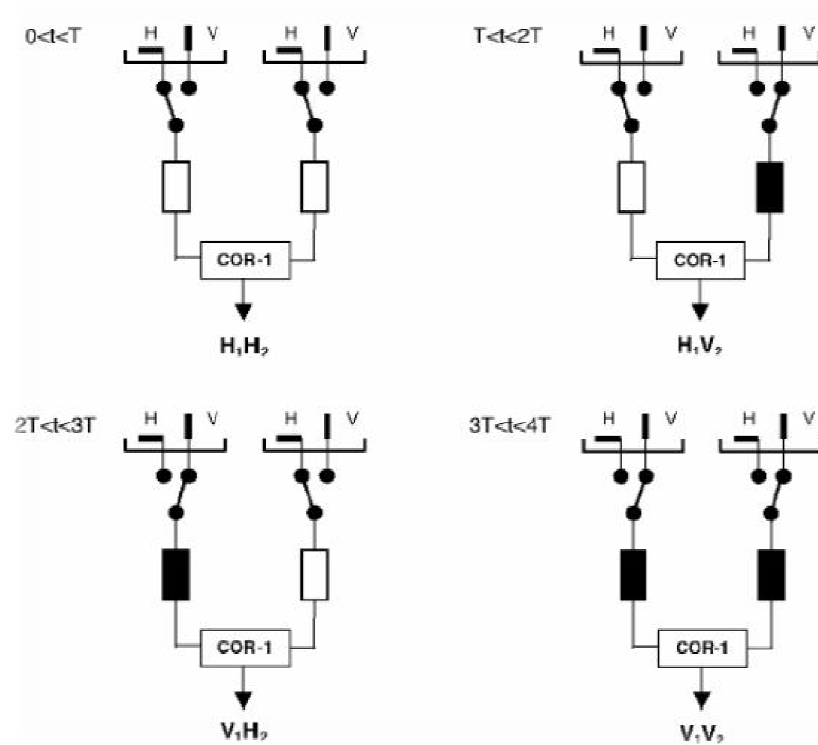 0<t<T H V H V
T<t<2T H V H V
COR-1
COR-1
H₁H₂
H₁V₂
2T<t<3T H V H V
3T<t<4T H V H V
COR-1
COR-1
V₁H₂
V₁V₂